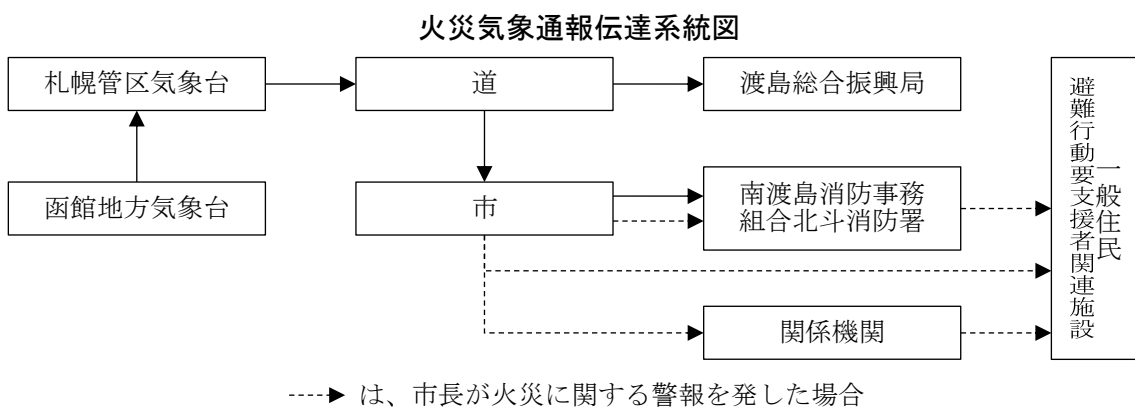 火災気象通報伝達系統図
札幌管区気象台
道
渡島総合振興局
函館地方気象台
市
南渡島消防事務
組合北斗消防署
関係機関
一般住民
避難行動要支援者関連施設
は、市長が火災に関する警報を発した場合